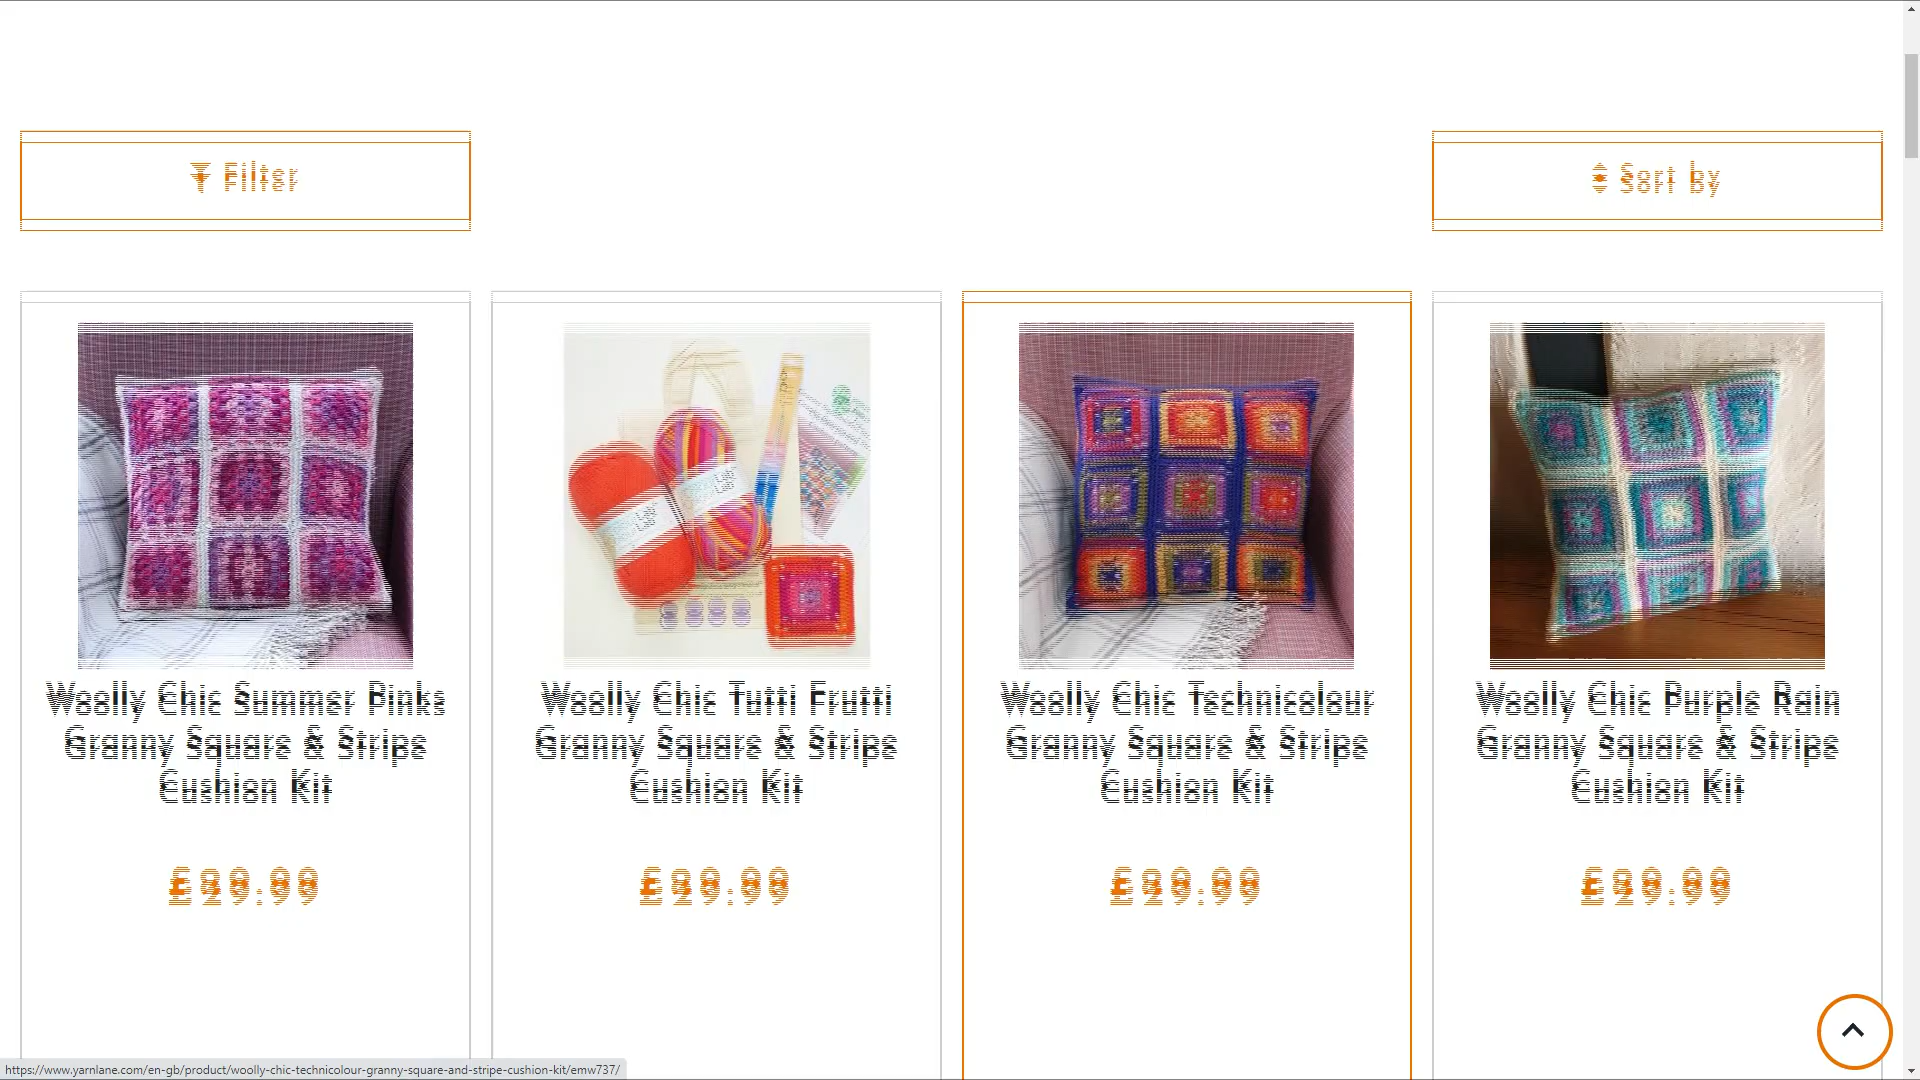 Filter
Sort by
Woolly Chic Summer Pinks
Granny Square & Stripe
Cushion Kit
£29.99
Woolly Chic Tutti Frutti
Granny Square & Stripe
Cushion Kit
£29.99
Woolly Chic Technicolour
Granny Square & Stripe
Cushion Kit
£29.99
Woolly Chic Purple Rain
Granny Square & Stripe
Cushion Kit
£29.99
https://www.yarnlane.com/en-gb/product/woolly-chic-technicolour-granny-square-and-stripe-cushion-kit/emw737/